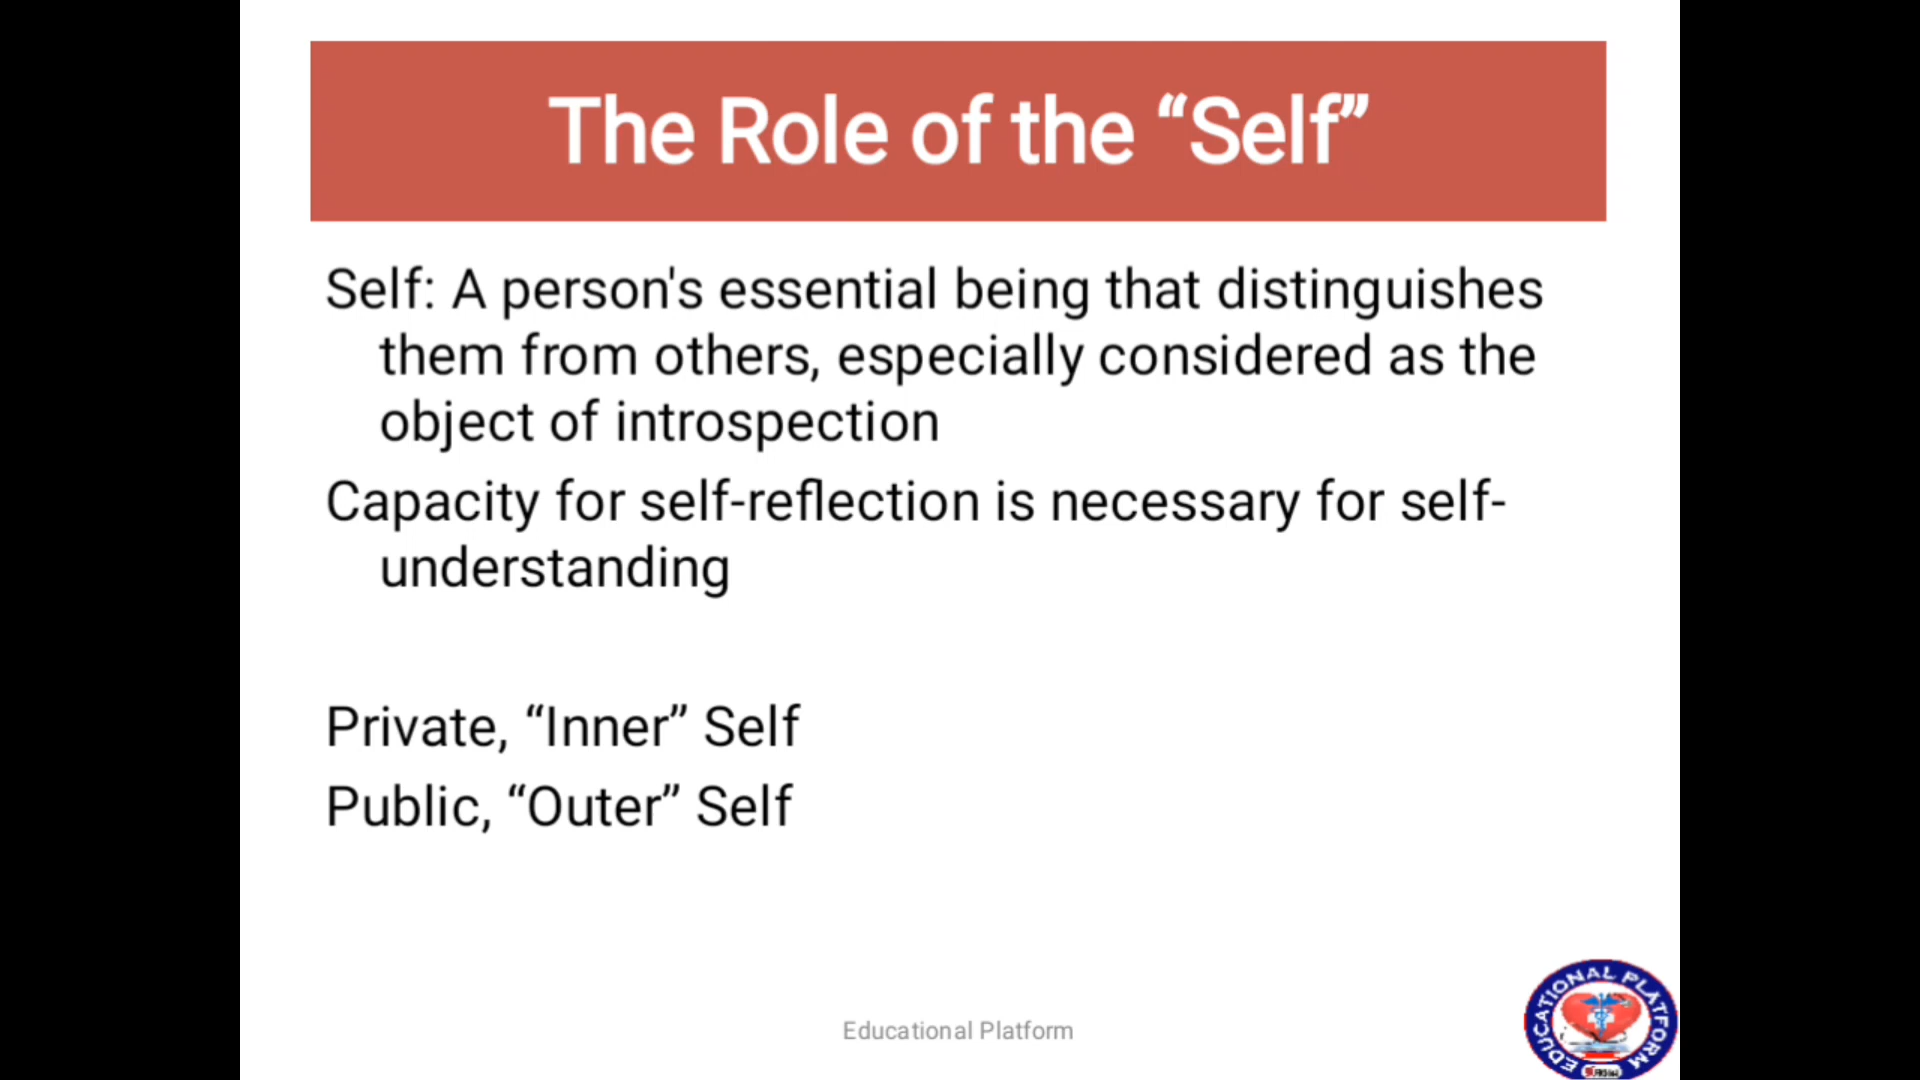 The Role of the “Self”
Self: A person's essential being that distinguishes
them from others, especially considered as the
object of introspection
Capacity for self-reflection is necessary for self-
understanding
Private, “Inner” Self
Public, “Outer” Self
Educational Platform
EDUCATIONAL PLATFORM